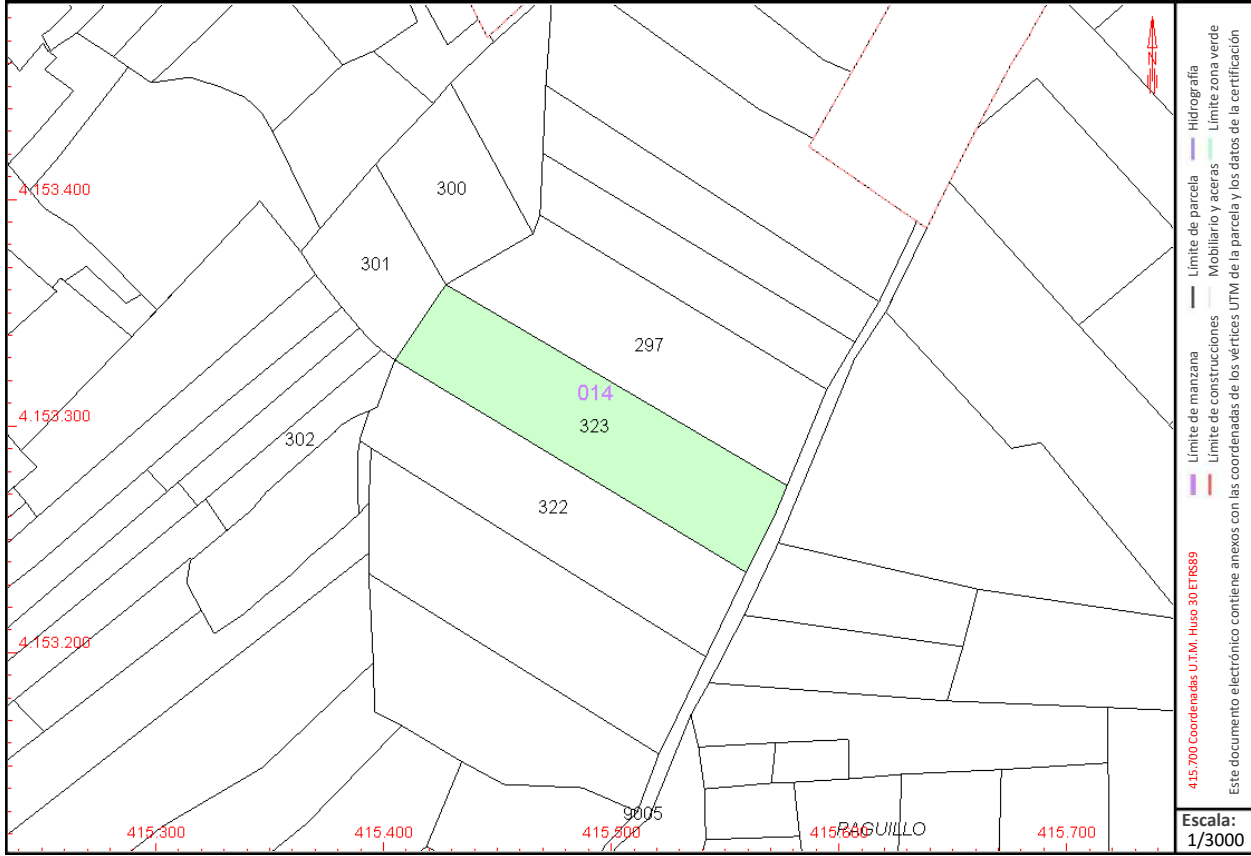 4.153.400
300
301
297
014
4.153.300
323
302
322
4.153.200
9005
415.300
415.400
415.500
415.600
RAGUILLO
415.700
415.700 Coordenadas U.T.M. Huso 30 ETRS89
Límite de manzana
Límite de parcela
Hidrografía
Límite de construcciones
Mobiliario y aceras
Límite zona verde
Este documento electrónico contiene anexos con las coordenadas de los vértices UTM de la parcela y los datos de la certificación
Escala:
1/3000